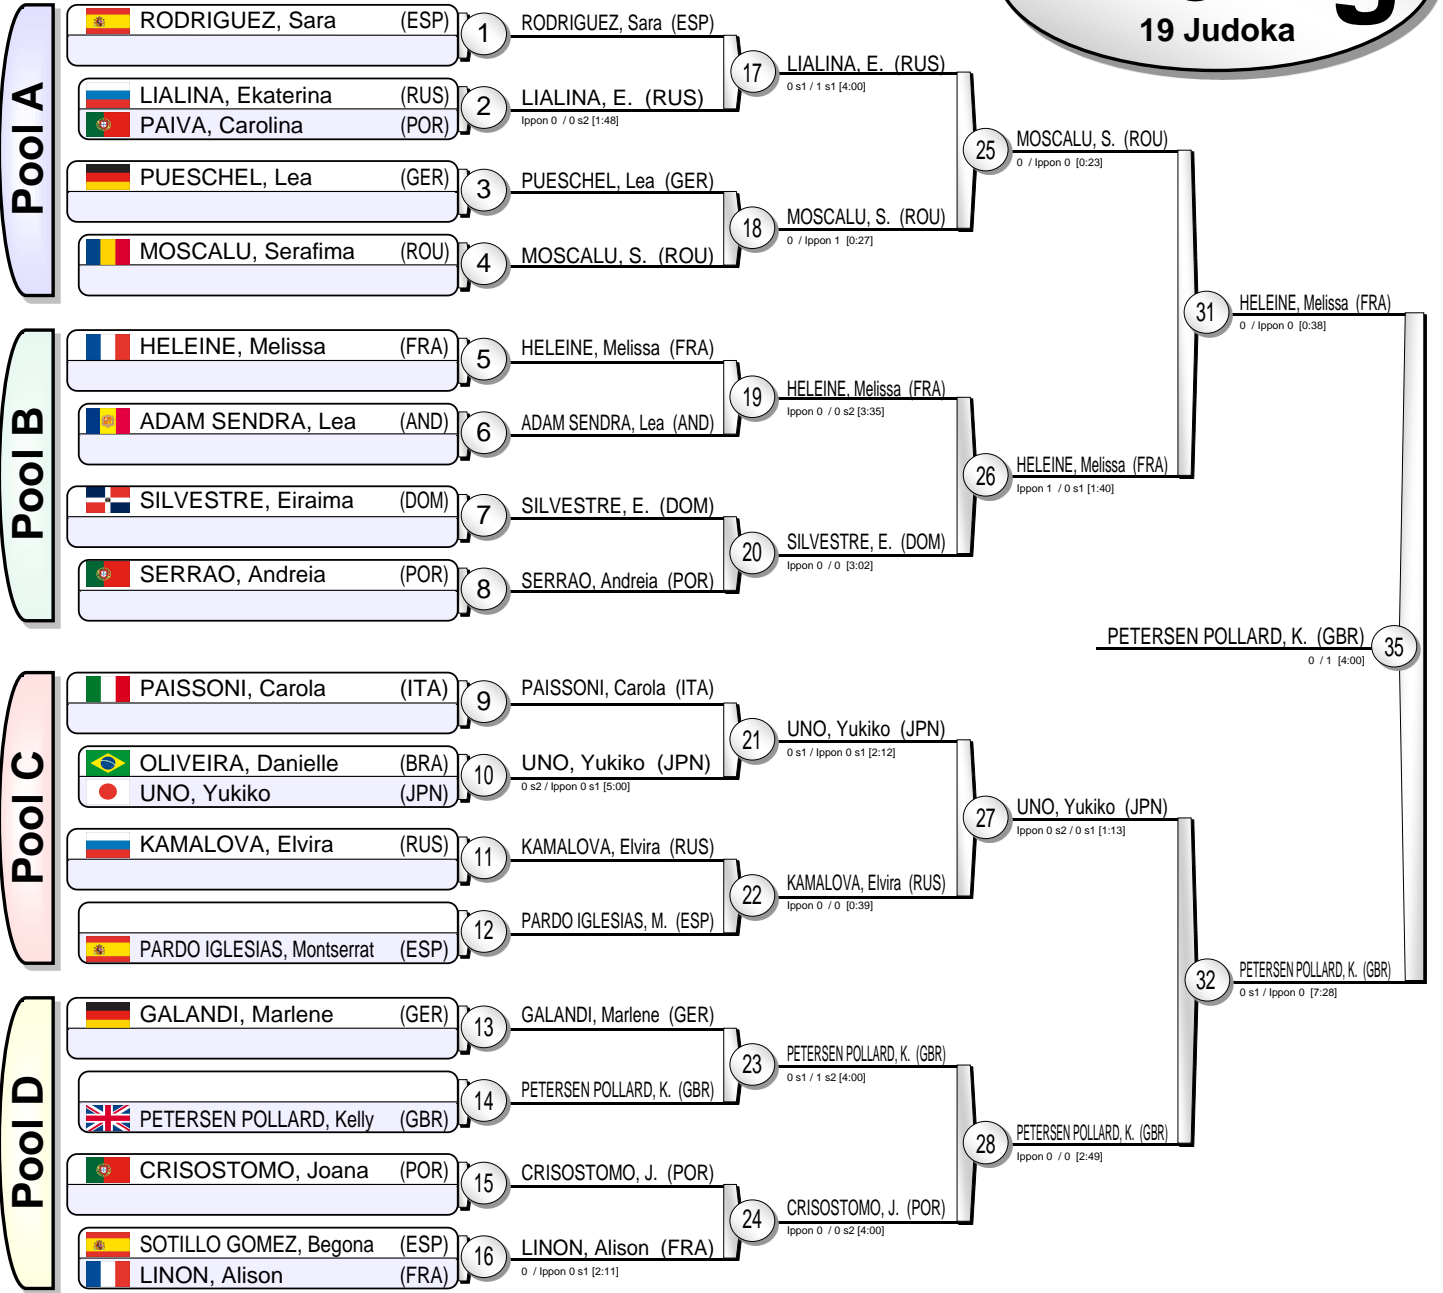 19 Judoka
Pool A
RODRIGUEZ, Sara (ESP)
LIALINA, Ekaterina (RUS)
PAIVA, Carolina (POR)
PUESCHEL, Lea (GER)
MOSCALU, Serafima (ROU)
1
2
3
4
RODRIGUEZ, Sara (ESP)
LIALINA, E. (RUS)
Ippon 0 / 0 s2 [1:48]
PUESCHEL, Lea (GER)
MOSCALU, S. (ROU)
17
LIALINA, E. (RUS)
0 s1 / 1 s1 [4:00]
18
MOSCALU, S. (ROU)
0 / Ippon 1 [0:27]
25
MOSCALU, S. (ROU)
0 / Ippon 0 [0:23]
Pool B
HELEINE, Melissa (FRA)
ADAM SENDRA, Lea (AND)
SILVESTRE, Eiraima (DOM)
SERRAO, Andreia (POR)
5
6
7
8
HELEINE, Melissa (FRA)
ADAM SENDRA, Lea (AND)
SILVESTRE, E. (DOM)
SERRAO, Andreia (POR)
19
HELEINE, Melissa (FRA)
Ippon 0 / 0 s2 [3:35]
20
SILVESTRE, E. (DOM)
Ippon 0 / 0 [3:02]
26
HELEINE, Melissa (FRA)
Ippon 1 / 0 s1 [1:40]
31
HELEINE, Melissa (FRA)
0 / Ippon 0 [0:38]
PETERSEN POLLARD, K. (GBR)
0 / 1 [4:00]
35
Pool C
PAISSONI, Carola (ITA)
OLIVEIRA, Danielle (BRA)
UNO, Yukiko (JPN)
KAMALOVA, Elvira (RUS)
PARDO IGLESIAS, Montserrat (ESP)
9
10
11
12
PAISSONI, Carola (ITA)
UNO, Yukiko (JPN)
0 s2 / Ippon 0 s1 [5:00]
KAMALOVA, Elvira (RUS)
PARDO IGLESIAS, M. (ESP)
21
UNO, Yukiko (JPN)
0 s1 / Ippon 0 s1 [2:12]
22
KAMALOVA, Elvira (RUS)
Ippon 0 / 0 [0:39]
27
UNO, Yukiko (JPN)
Ippon 0 s2 / 0 s1 [1:13]
Pool D
GALANDI, Marlene (GER)
PETERSEN POLLARD, Kelly (GBR)
CRISOSTOMO, Joana (POR)
SOTILLO GOMEZ, Begona (ESP)
LINON, Alison (FRA)
13
14
15
16
GALANDI, Marlene (GER)
PETERSEN POLLARD, K. (GBR)
CRISOSTOMO, J. (POR)
LINON, Alison (FRA)
0 / Ippon 0 s1 [2:11]
23
PETERSEN POLLARD, K. (GBR)
0 s1 / 1 s2 [4:00]
24
CRISOSTOMO, J. (POR)
Ippon 0 / 0 s2 [4:00]
28
PETERSEN POLLARD, K. (GBR)
Ippon 0 / 0 [2:49]
32
PETERSEN POLLARD, K. (GBR)
0 s1 / Ippon 0 [7:28]